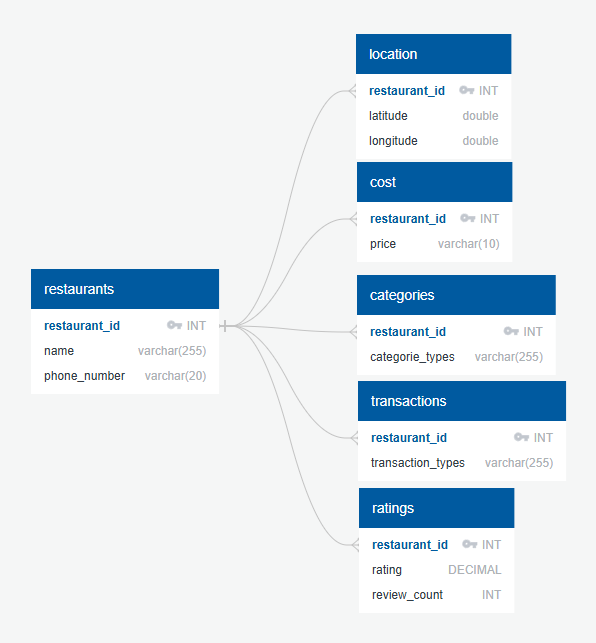 location
restaurant_id INT
latitude double
longitude double
cost
restaurant_id INT
price varchar(10)
restaurants
restaurant_id INT
name varchar(255)
phone_number varchar(20)
categories
restaurant_id INT
categorie_types varchar(255)
transactions
restaurant_id INT
transaction_types varchar(255)
ratings
restaurant_id INT
rating DECIMAL
review_count INT